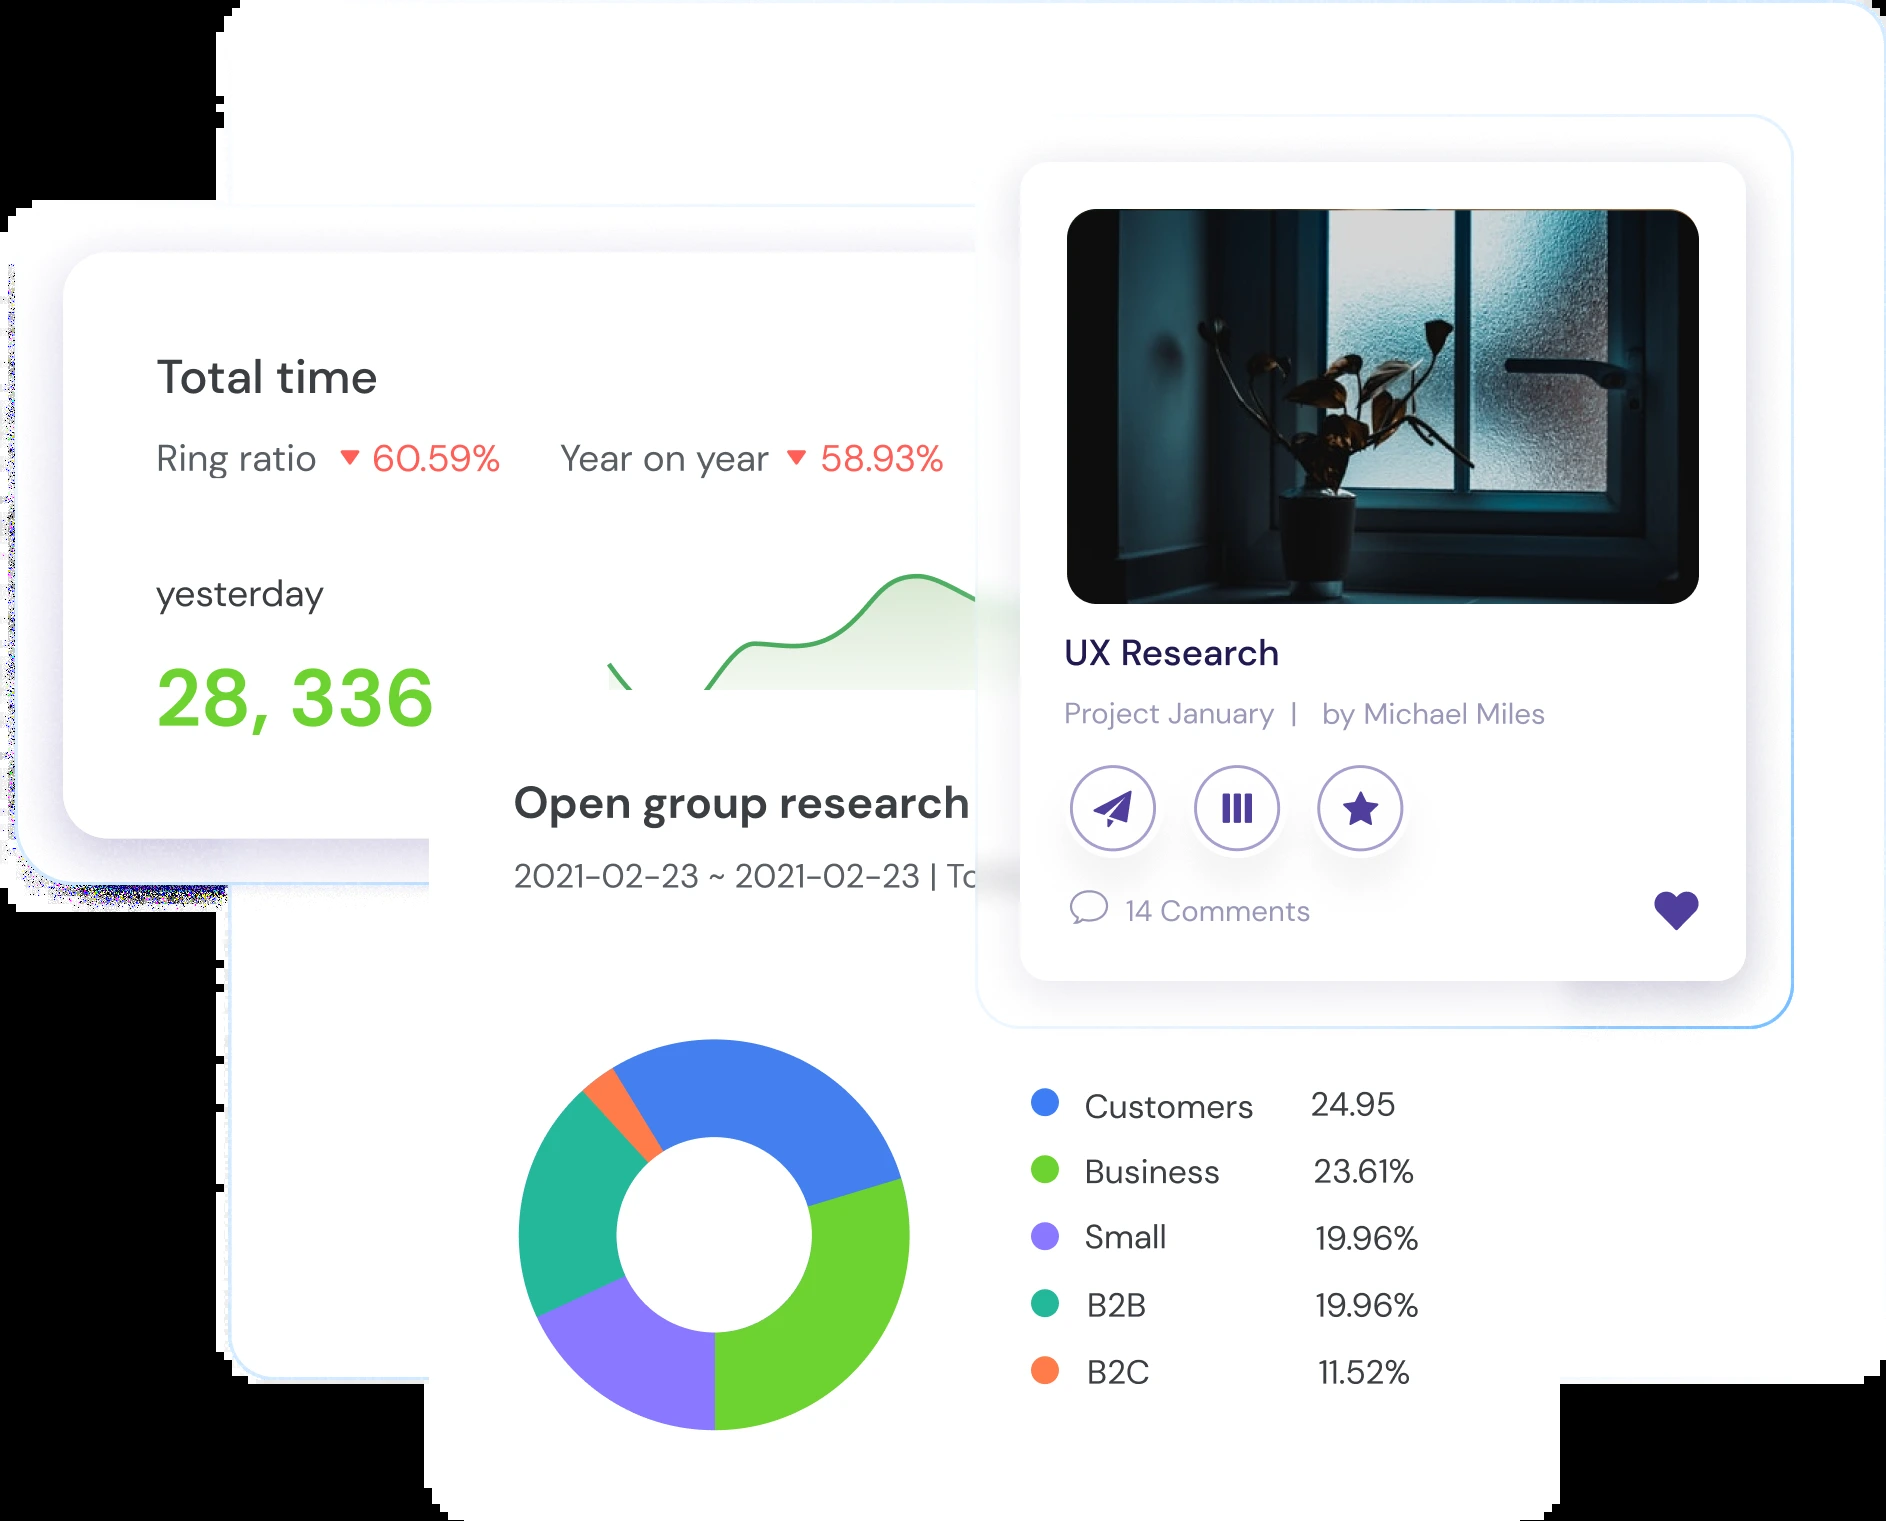 Total time
Ring ratio 60.59% Year on year 58.93%
yesterday
28, 336
UX Research
Project January | by Michael Miles
14 Comments
Open group research
2021-02-23 ~ 2021-02-23 |
Customers 24.95
Business 23.61%
Small 19.96%
B2B 19.96%
B2C 11.52%